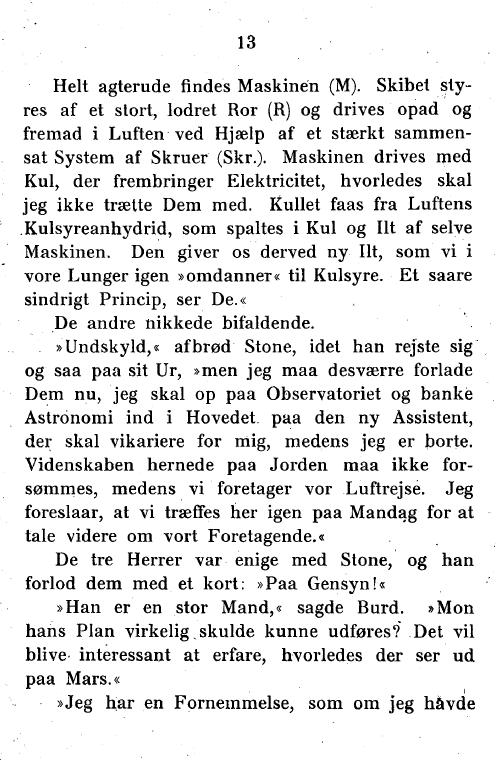 13
Helt agterude findes Maskinen (M). Skibet sty-
res af et stort, lodret Ror (R) og drives opad og
fremad i Luften ved Hjælp af et stærkt sammen-
sat System af Skruer (Skr.). Maskinen drives med
Kul, der frembringer Elektricitet, hvorledes skal
jeg ikke trætte Dem med. Kullet faas fra Luftens
Kulsyreanhydrid, som spaltes i Kul og Ilt af selve
Maskinen. Den giver os derved ny Ilt, som vi i
vore Lunger igen »omdanner« til Kulsyre. Et saare
sindrigt Princip, ser De.«
De andre nikkede bifaldende.
»Undskyld,« afbrød Stone, idet han rejste sig
og saa paa sit Ur, »men jeg maa desværre forlade
Dem nu, jeg skal op paa Observatoriet og banke
Astronomi ind i Hovedet paa den ny Assistent,
der skal vikariere for mig, medens jeg er borte.
Videnskaben hernede paa Jorden maa ikke for-
sømmes, medens vi foretager vor Luftrejse. Jeg
foreslaar, at vi træffes her igen paa Mandag for at
tale videre om vort Foretagende.«
De tre Herrer var enige med Stone, og han
forlod dem med et kort: »Paa Gensyn!«
»Han er en stor Mand,« sagde Burd. »Mon
hans Plan virkelig skulde kunne udføres? Det vil
blive interessant at erfare, hvorledes der ser ud
paa Mars.«
»Jeg har en Fornemmelse, som om jeg havde